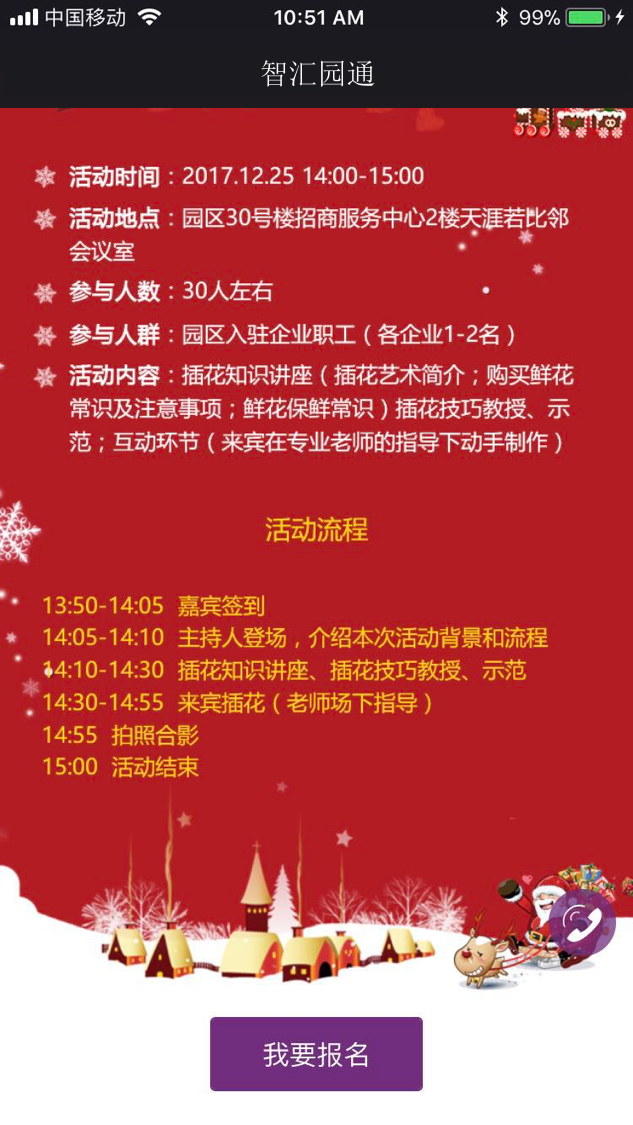 中国移动 10:51 AM 99%
智汇园通
活动时间：2017.12.25 14:00-15:00
活动地点：园区30号楼招商服务中心2楼天涯若比邻
会议室
参与人数：30人左右
参与人群：园区入驻企业职工（各企业1-2名）
活动内容：插花知识讲座（插花艺术简介；购买鲜花
常识及注意事项；鲜花保鲜常识）插花技巧教授、示
范；互动环节（来宾在专业老师的指导下动手制作）
活动流程
13:50-14:05 嘉宾签到
14:05-14:10 主持人登场，介绍本次活动背景和流程
14:10-14:30 插花知识讲座、插花技巧教授、示范
14:30-14:55 来宾插花（老师场下指导）
14:55 拍照合影
15:00 活动结束
我要报名